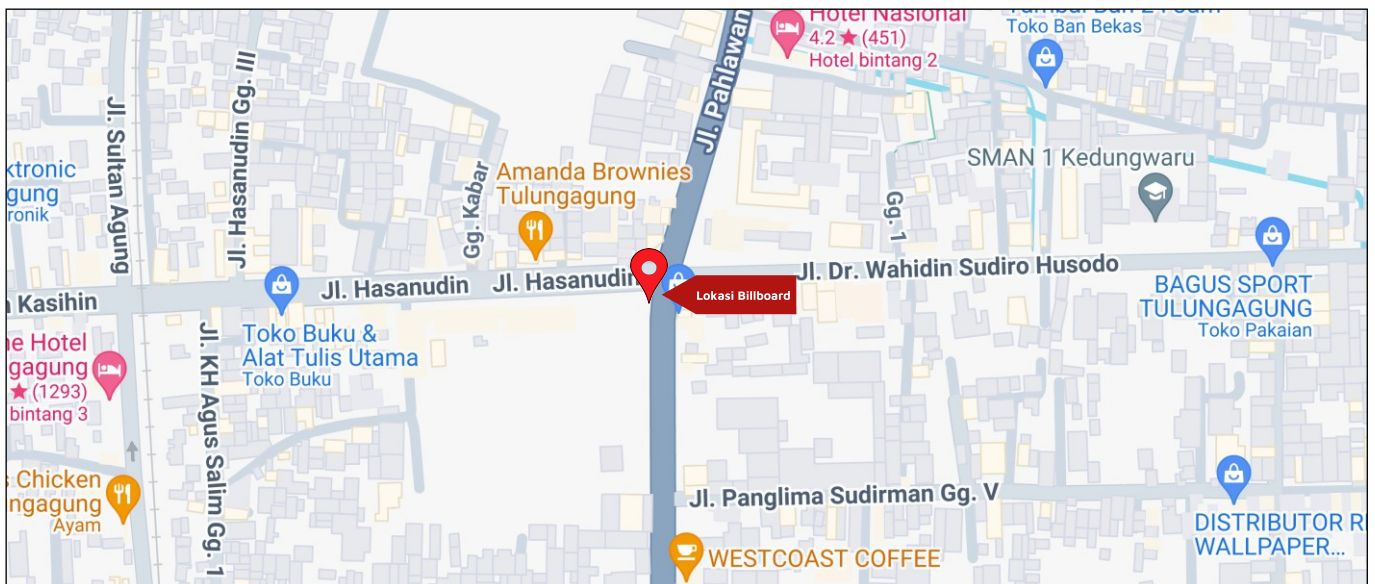 Hotel Nasional
4.2 ★ (451)
Hotel bintang 2
Toko Ban Bekas
Jl. Pahlawan
Jl. Hasanudin Gg. III
Jl. Sultan Agung
ktronic
gung
ronik
Gg. Kabar
Amanda Brownies
Tulungagung
SMAN 1 Kedungwaru
Gg. 1
Jl. Hasanudin
Jl. Hasanudin
Jl. Dr. Wahidin Sudiro Husodo
Lokasi Billboard
Kasihin
BAGUS SPORT
TULUNGAGUNG
Toko Pakaian
Toko Buku &
Alat Tulis Utama
Toko Buku
ne Hotel
gagung
★ (1293)
bintang 3
Jl. KH Agus Salim Gg. 1
s Chicken
ngagung
Ayam
Jl. Panglima Sudirman Gg. V
DISTRIBUTOR
WALLPAPER...
WESTCOAST COFFEE